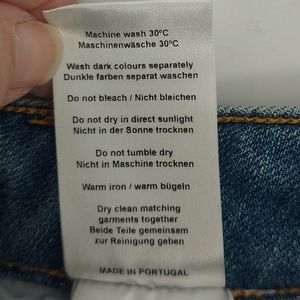 Machine wash 30ºC
Maschinenwäsche 30ºC
Wash dark colours separately
Dunkle farben separat waschen
Do not bleach / Nicht bleichen
Do not dry in direct sunlight
Nicht in der Sonne trocknen
Do not tumble dry
Nicht in Maschine trocknen
Warm iron / warm bügeln
Dry clean matching
garments together
Beide Teile gemeinsam
zur Reinigung geben
MADE IN PORTUGAL